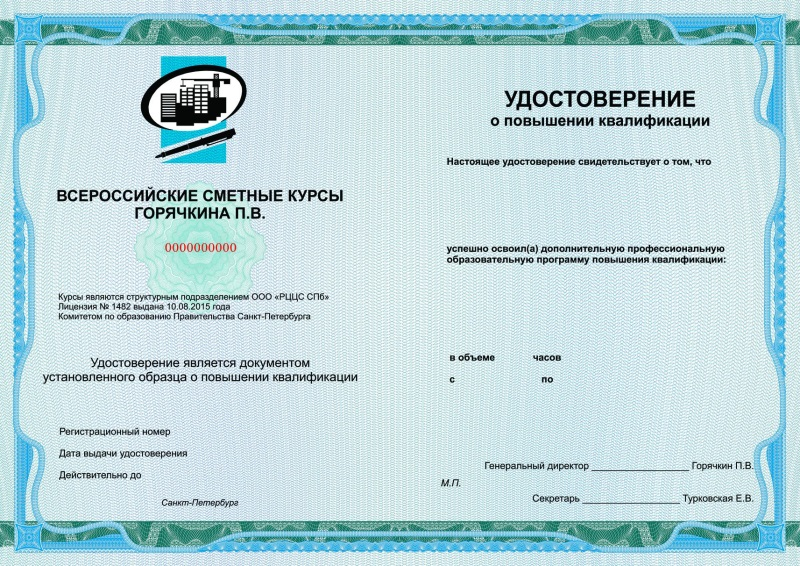 ВСЕРОССИЙСКИЕ СМЕТНЫЕ КУРСЫ
ГОРЯЧКИНА П.В.
0000000000
Курсы являются структурным подразделением ООО «РЦЦС СПб»
Лицензия № 1482 выдана 10.08.2015 года
Комитетом по образованию Правительства Санкт-Петербурга
Удостоверение является документом
установленного образца о повышении квалификации
Регистрационный номер
Дата выдачи удостоверения
Действительно до
Санкт-Петербург
УДОСТОВЕРЕНИЕ
о повышении квалификации
Настоящее удостоверение свидетельствует о том, что
успешно освоил(а) дополнительную профессиональную
образовательную программу повышения квалификации:
в объеме часов
с по
Генеральный директор __________________ Горячкин П.В.
М.П.
Секретарь __________________ Турковская Е.В.